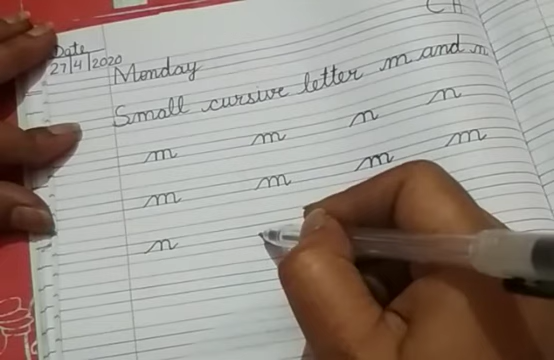 Date
27/4/2020
Monday
Small cursive letter m and n
m m n n
m m m m
n